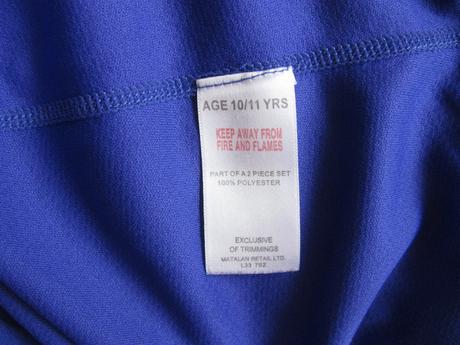 AGE 10/11 YRS
KEEP AWAY FROM
FIRE AND FLAMES
PART OF A 2 PIECE SET
100% POLYESTER
EXCLUSIVE
OF TRIMMINGS
MATALAN RETAIL LTD.
L33 7SZ